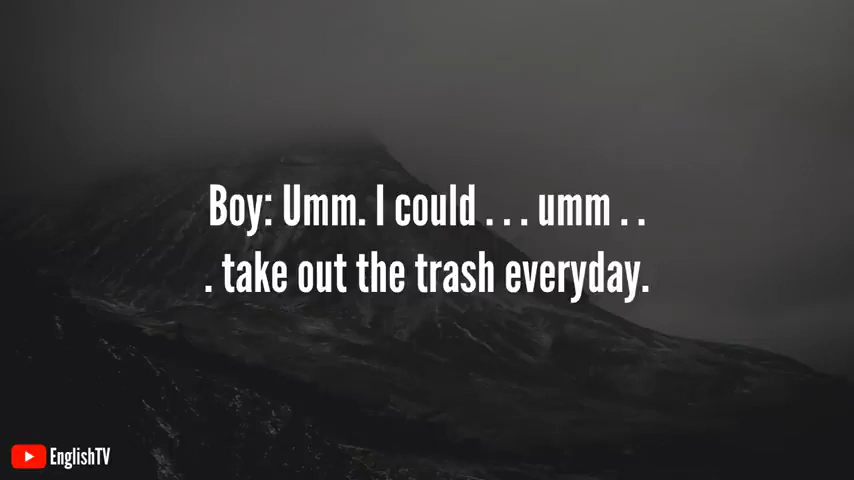 Boy: Umm. I could . . . umm . .
. take out the trash everyday.
EnglishTV